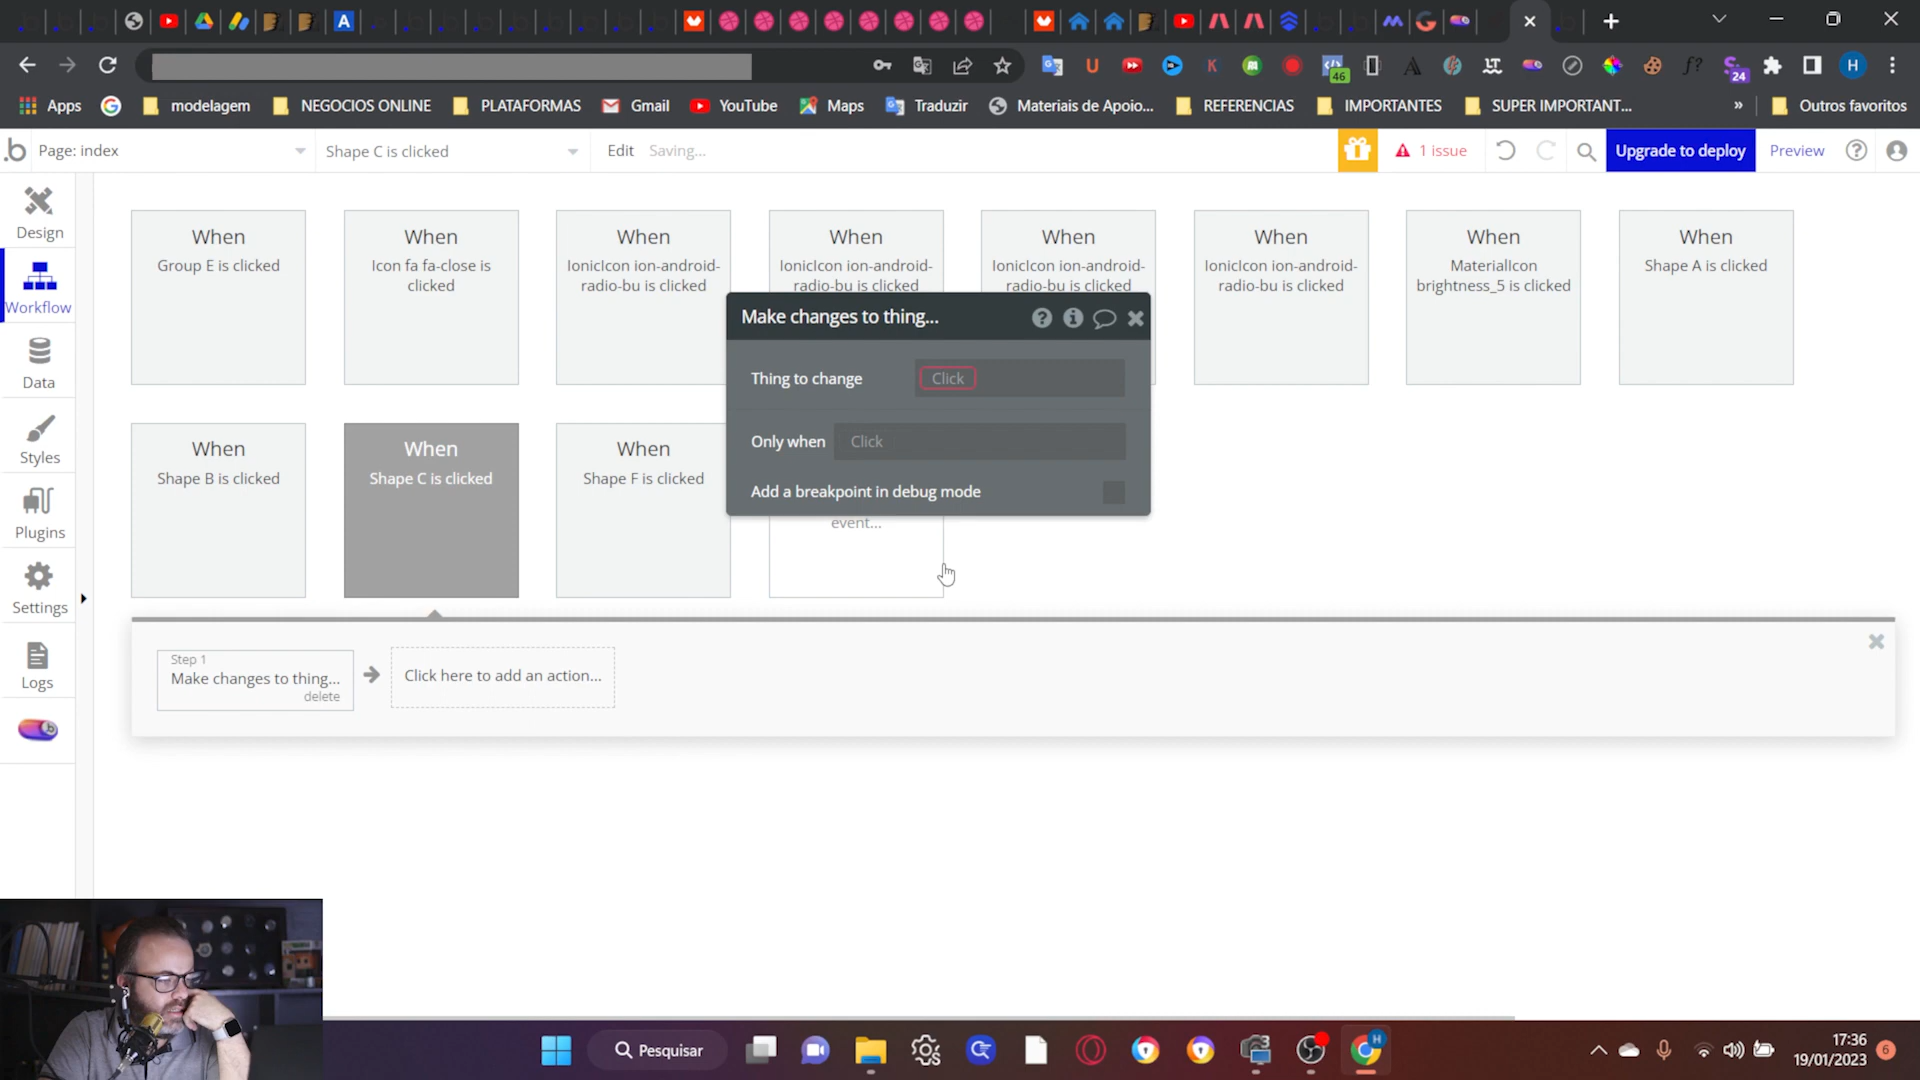 Apps
modelagem
NEGOCIOS ONLINE
PLATAFORMAS
Gmail
YouTube
Maps
Traduzir
Materiais de Apoio...
REFERENCIAS
IMPORTANTES
SUPER IMPORTANT...
»
Outros favoritos
46
24
H
.b
Page: index
Shape C is clicked
Edit
Saving...
1 issue
Upgrade to deploy
Preview
Design
Workflow
Data
Styles
Plugins
Settings
Logs
When
Group E is clicked
When
Icon fa fa-close is
clicked
When
IonicIcon ion-android-
radio-bu is clicked
When
IonicIcon ion-android-
radio-bu is clicked
When
IonicIcon ion-android-
radio-bu is clicked
When
IonicIcon ion-android-
radio-bu is clicked
When
MaterialIcon
brightness_5 is clicked
When
Shape A is clicked
Make changes to thing...
Thing to change
Click
Only when
Click
Add a breakpoint in debug mode
When
Shape B is clicked
When
Shape C is clicked
When
Shape F is clicked
event...
Step 1
Make changes to thing...
delete
Click here to add an action...
Pesquisar
17:36
19/01/2023
6